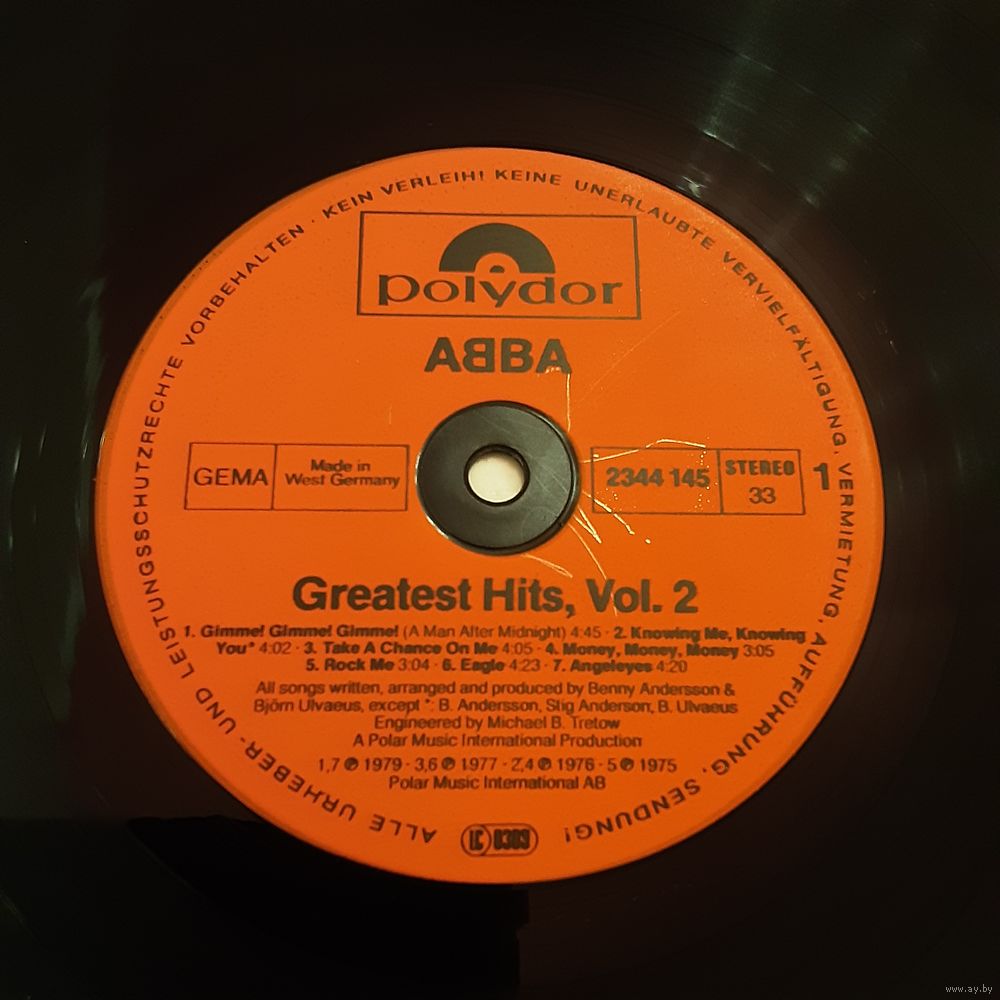 ALLE URHEBER- UND LEISTUNGSSCHUTZRECHTE VORBEHALTEN · KEIN VERLEIH! KEINE UNERLAUBTE VERVIELFÄLTIGUNG, VERMIETUNG, AUFFÜHRUNG, SENDUNG!
polydor
ABBA
GEMA
Made in
West Germany
2344 145
STEREO
33
1
Greatest Hits, Vol. 2
1. Gimme! Gimme! Gimme! (A Man After Midnight) 4:45 · 2. Knowing Me, Knowing
You* 4:02 · 3. Take A Chance On Me 4:05 · 4. Money, Money, Money 3:05
5. Rock Me 3:04 · 6. Eagle 4:23 · 7. Angeleyes 4:20
All songs written, arranged and produced by Benny Andersson &
Björn Ulvaeus, except *: B. Andersson, Stig Anderson, B. Ulvaeus
Engineered by Michael B. Tretow
A Polar Music International Production
1,7 ℗ 1979 · 3,6 ℗ 1977 · 2,4 ℗ 1976 · 5 ℗ 1975
Polar Music International AB
LC 0309
www.ay.by